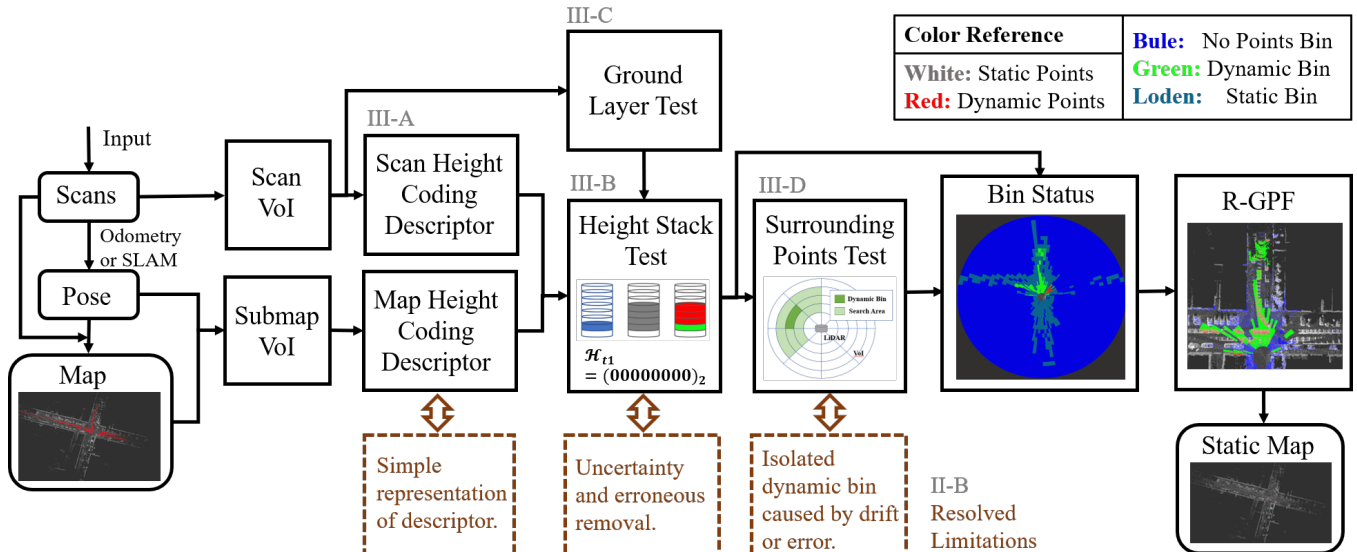 III-C
Ground
Layer Test
Color Reference
White: Static Points
Red: Dynamic Points
Bule: No Points Bin
Green: Dynamic Bin
Loden: Static Bin
Input
Scans
Odometry
or SLAM
Pose
Map
Scan
VoI
Submap
VoI
III-A
Scan Height
Coding
Descriptor
Map Height
Coding
Descriptor
III-B
Height Stack
Test
ℋt1
= (00000000)2
III-D
Surrounding
Points Test
Dynamic Bin
Search Area
LiDAR
VoI
Bin Status
R-GPF
Static Map
Simple
representation
of descriptor.
Uncertainty
and erroneous
removal.
Isolated
dynamic bin
caused by drift
or error.
II-B
Resolved
Limitations